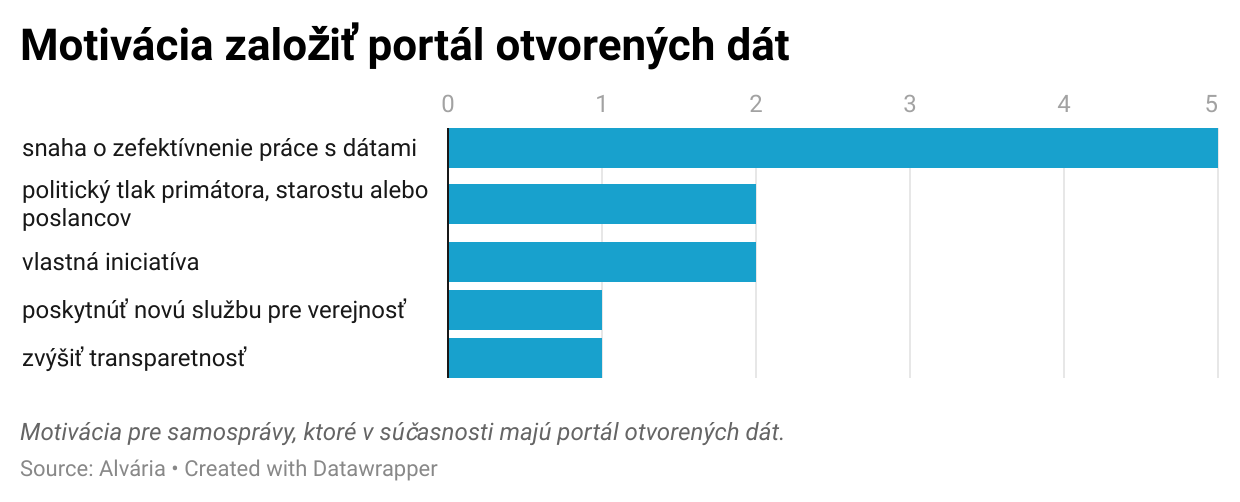 Motivácia založiť portál otvorených dát
0 1 2 3 4 5
snaha o zefektívnenie práce s dátami
politický tlak primátora, starostu alebo
poslancov
vlastná iniciatíva
poskytnúť novú službu pre verejnosť
zvýšiť transparetnosť
Motivácia pre samosprávy, ktoré v súčasnosti majú portál otvorených dát.
Source: Alvária • Created with Datawrapper